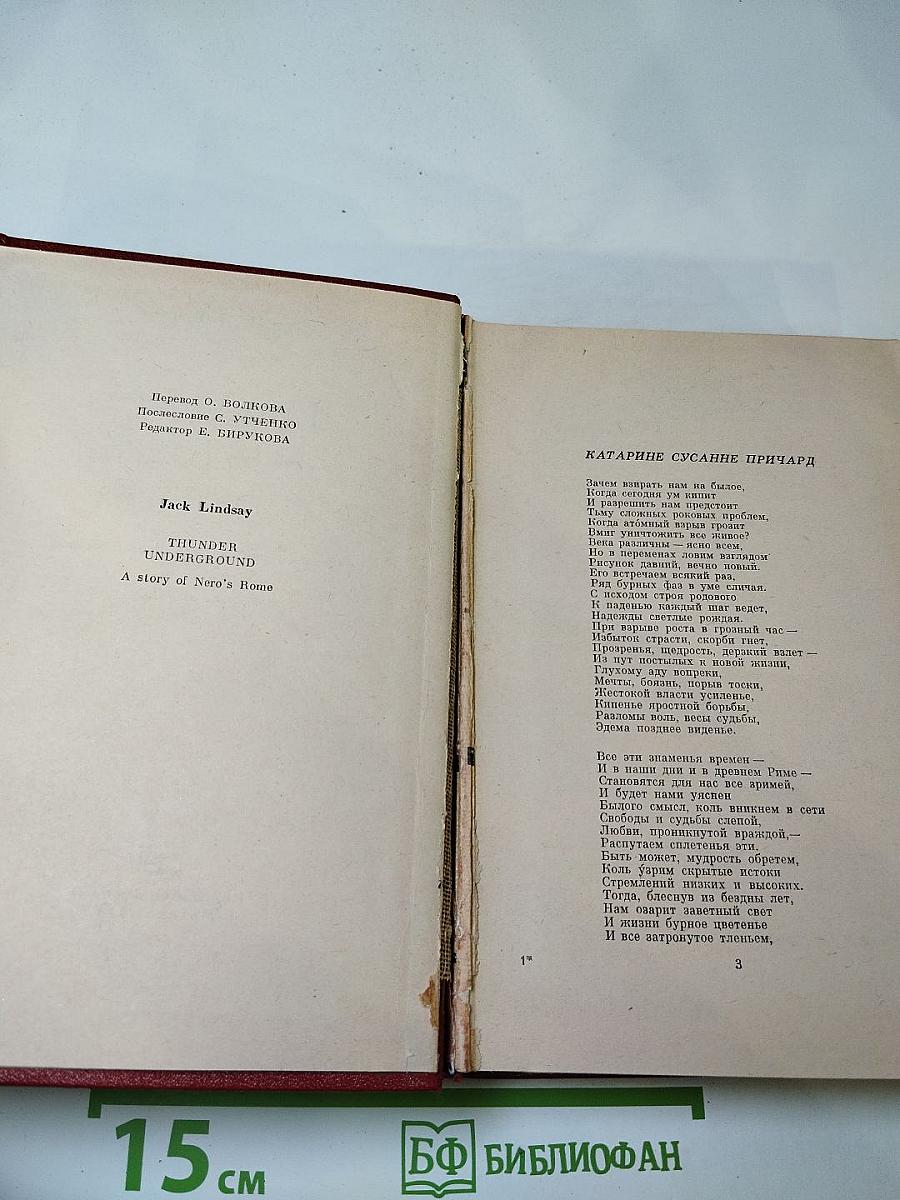 Перевод О. ВОЛКОВА
Послесловие С. УТЧЕНКО
Редактор Е. БИРУКОВА
Jack Lindsay
THUNDER
UNDERGROUND
A story of Nero's Rome
КАТАРИНЕ СУСАННЕ ПРИЧАРД
Зачем взирать нам на былое,
Когда сегодня ум кипит
И разрешить нам предстоит
Тьму сложных роковых проблем,
Когда ато́мный взрыв грозит
Вмиг уничтожить все живое?
Века различны — ясно всем,
Но в переменах ловим взглядом
Рисунок давний, вечно новый.
Его встречаем всякий раз,
Ряд бурных фаз в уме сличая.
С исходом строя родового
К паденью каждый шаг ведет,
Надежды светлые рождая.
При взрыве роста в грозный час —
Избыток страсти, скорби гнет,
Прозренья, щедрость, дерзкий взлет —
Из пут постылых к новой жизни,
Глухому аду вопреки,
Мечты, боязнь, порыв тоски,
Жестокой власти усиленье,
Кипенье яростной борьбы,
Разломы воль, весы судьбы,
Эдема позднее виденье.
Все эти знаменья времен —
И в наши дни и в древнем Риме —
Становятся для нас все зримей,
И будет нами уяснен
Былого смысл, коль вникнем в сети
Свободы и судьбы слепой,
Любви, проникнутой враждой,—
Распутаем сплетенья эти.
Быть может, мудрость обретем,
Коль у́зрим скрытые истоки
Стремлений низких и высоких.
Тогда, блеснув из бездны лет,
Нам озарит заветный свет
И жизни бурное цветенье
И все затронутое тленьем,
1*
3
15 см
БФ БИБЛИОФАН